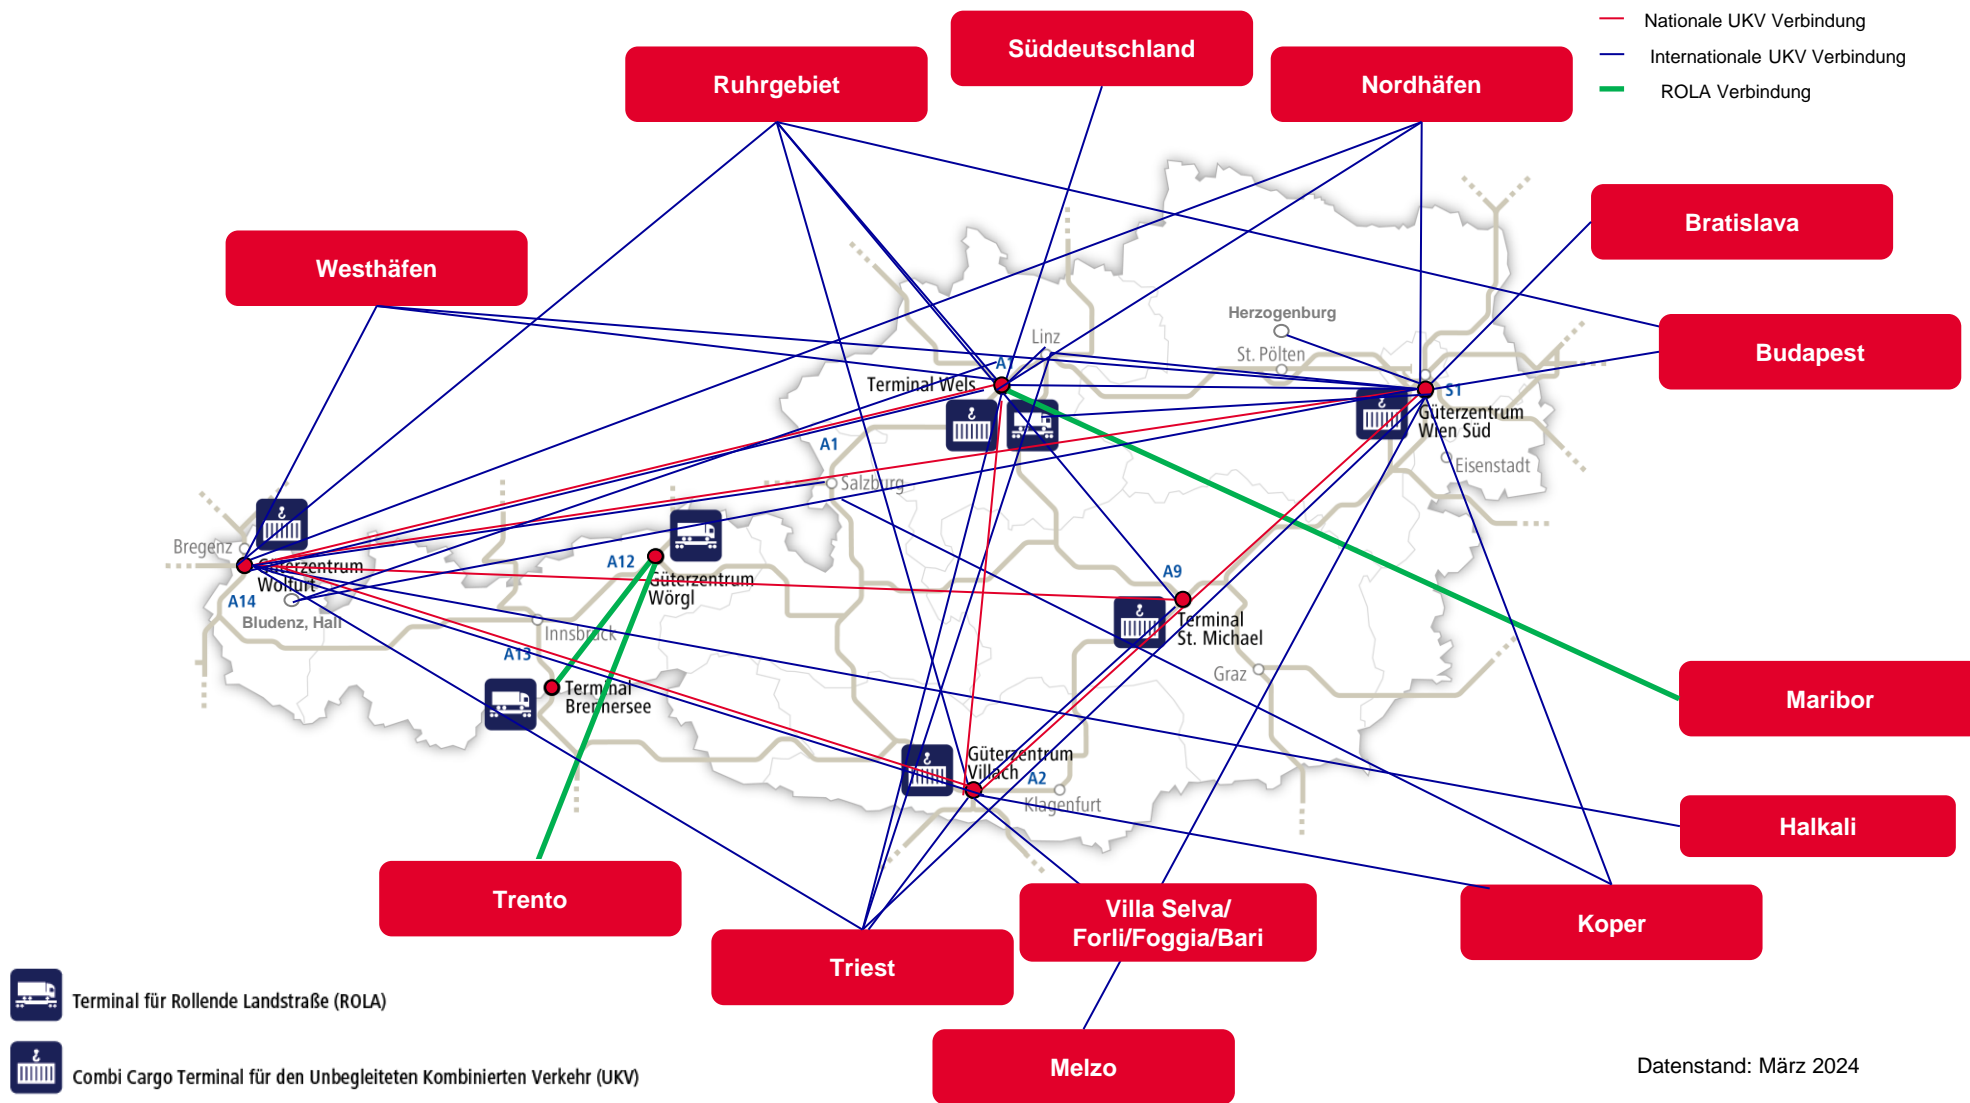 Nationale UKV Verbindung
Internationale UKV Verbindung
ROLA Verbindung
Süddeutschland
Ruhrgebiet
Nordhäfen
Bratislava
Westhäfen
Budapest
Herzogenburg
Linz
St. Pölten
A1
Terminal Wels
S1
Güterzentrum
Wien Süd
A1
Eisenstadt
Salzburg
Bregenz
Güterzentrum
Wolfurt
A14
Bludenz, Hall
A12
Güterzentrum
Wörgl
A9
Terminal
St. Michael
Innsbruck
A13
Graz
Terminal
Brennersee
Maribor
Güterzentrum
Villach
A2
Klagenfurt
Halkali
Trento
Villa Selva/
Forli/Foggia/Bari
Koper
Triest
Melzo
Terminal für Rollende Landstraße (ROLA)
Combi Cargo Terminal für den Unbegleiteten Kombinierten Verkehr (UKV)
Datenstand: März 2024